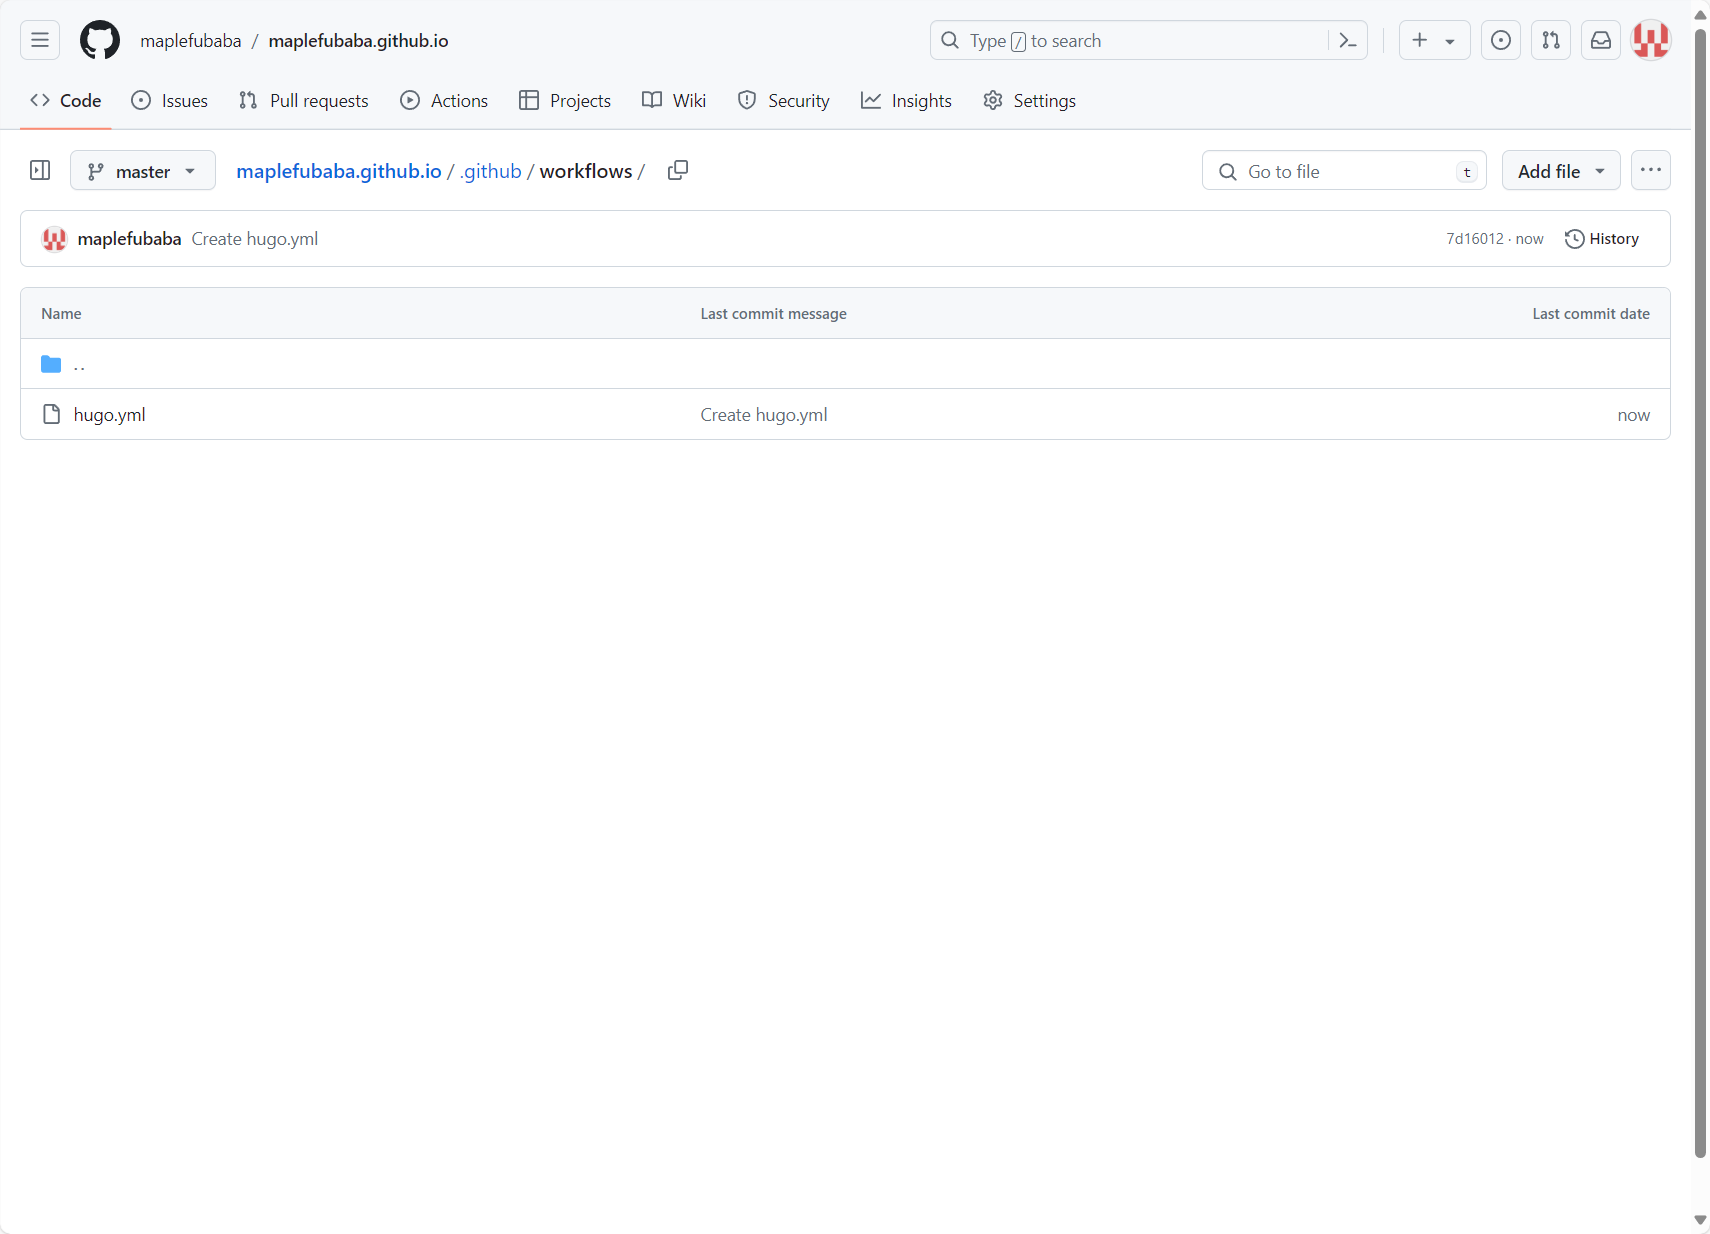 maplefubaba / maplefubaba.github.io
Type / to search
Code Issues Pull requests Actions Projects Wiki Security Insights Settings
master maplefubaba.github.io / .github / workflows /
Go to file t Add file
maplefubaba Create hugo.yml 7d16012 · now History
Name Last commit message Last commit date
..
hugo.yml Create hugo.yml now